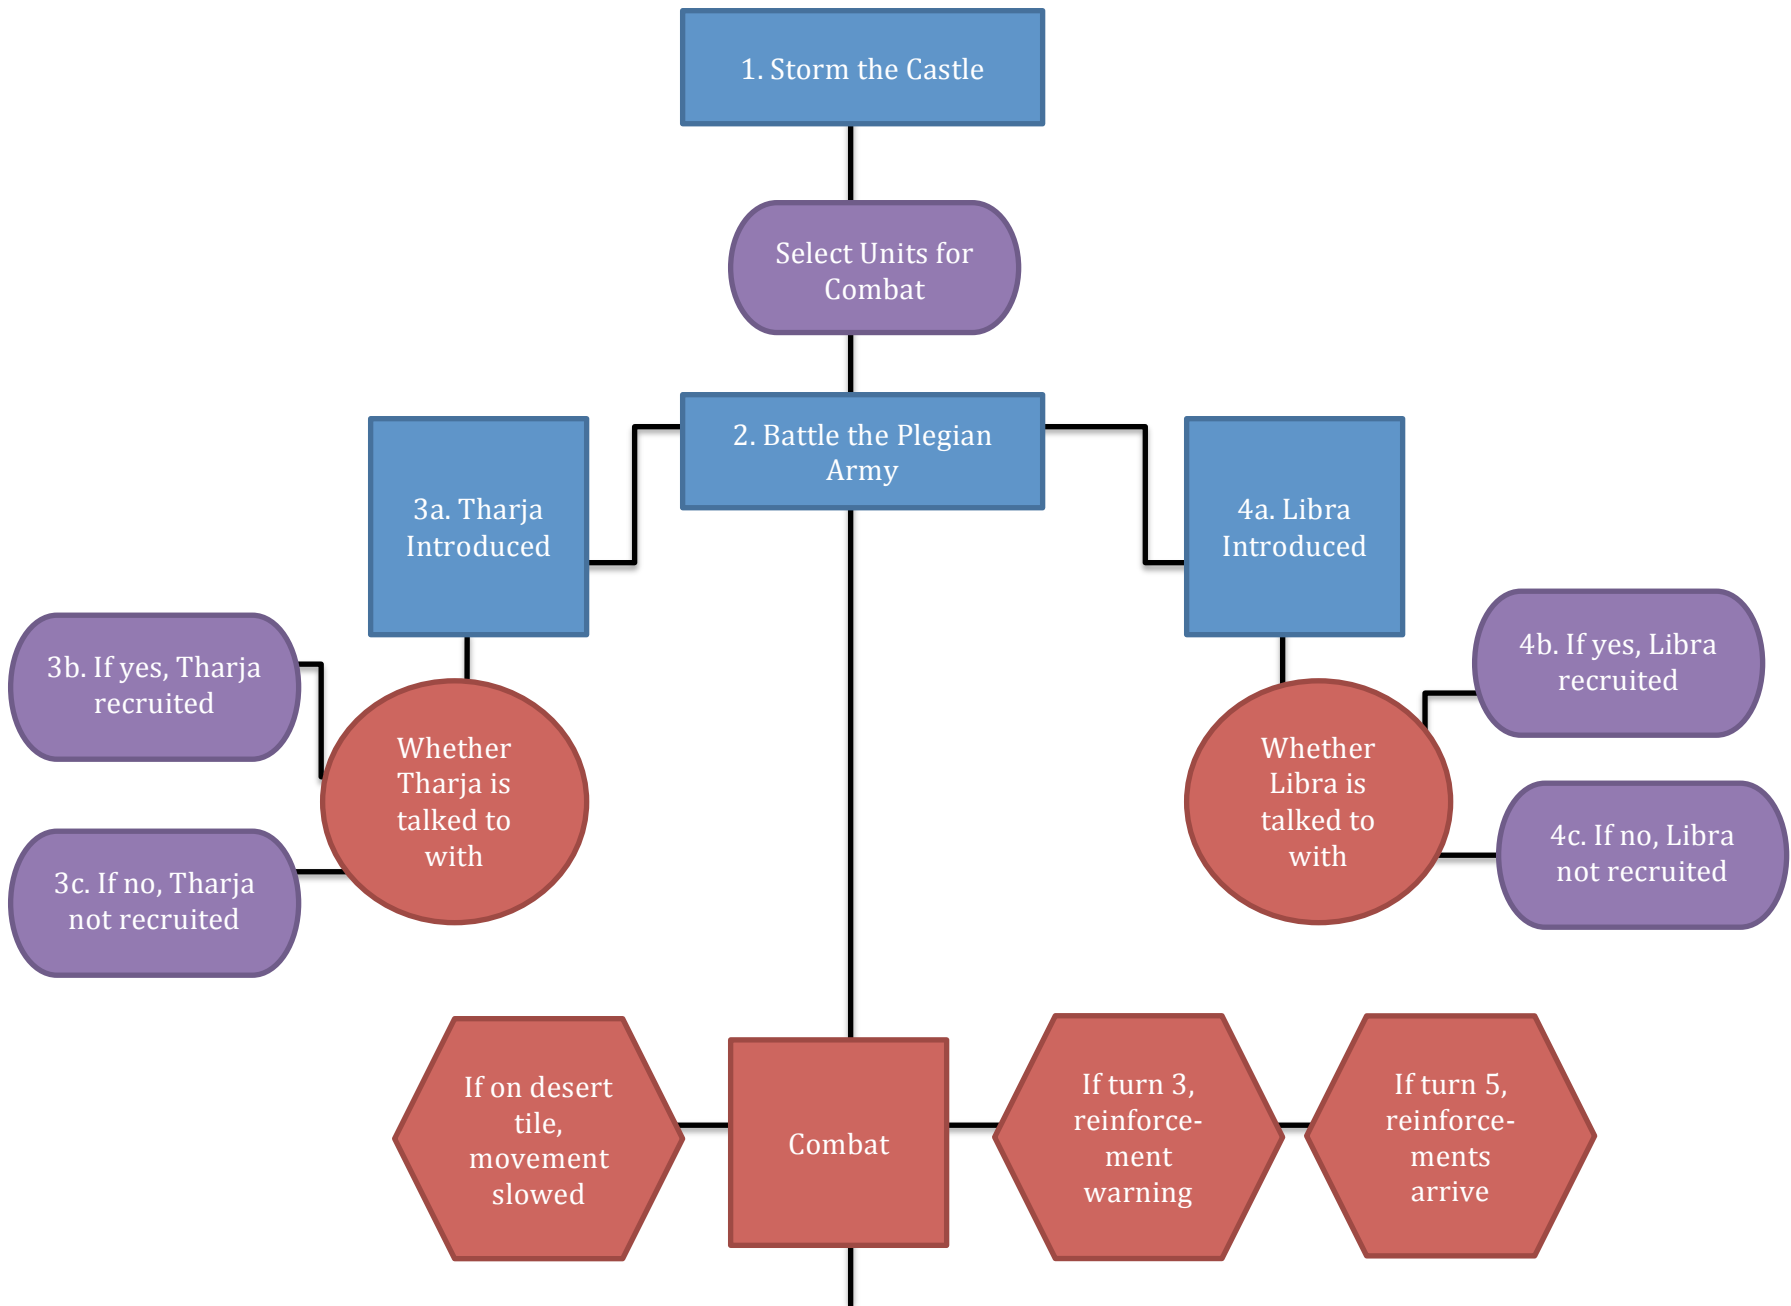 1. Storm the Castle
Select Units for
Combat
2. Battle the Plegian
Army
3a. Tharja
Introduced
4a. Libra
Introduced
3b. If yes, Tharja
recruited
4b. If yes, Libra
recruited
Whether
Tharja is
talked to
with
Whether
Libra is
talked to
with
3c. If no, Tharja
not recruited
4c. If no, Libra
not recruited
If on desert
tile,
movement
slowed
Combat
If turn 3,
reinforce-
ment
warning
If turn 5,
reinforce-
ments
arrive